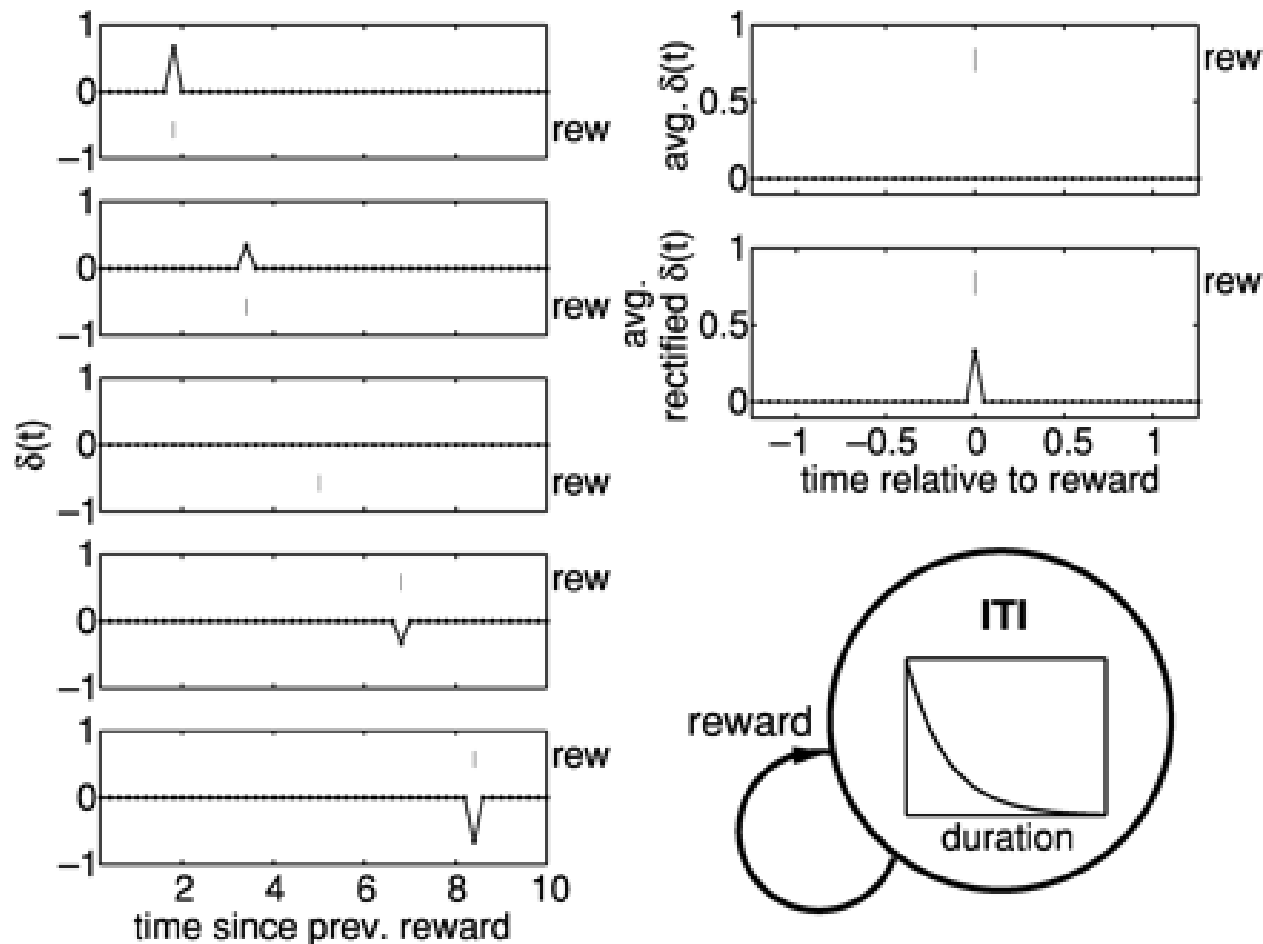 1
0
−1
rew
1
0
−1
rew
1
0
−1
rew
1
0
−1
rew
1
0
−1
rew
δ(t)
2 4 6 8 10
time since prev. reward
1
0.5
0
avg. δ(t)
rew
1
0.5
0
avg.
rectified δ(t)
rew
−1 −0.5 0 0.5 1
time relative to reward
ITI
reward
duration